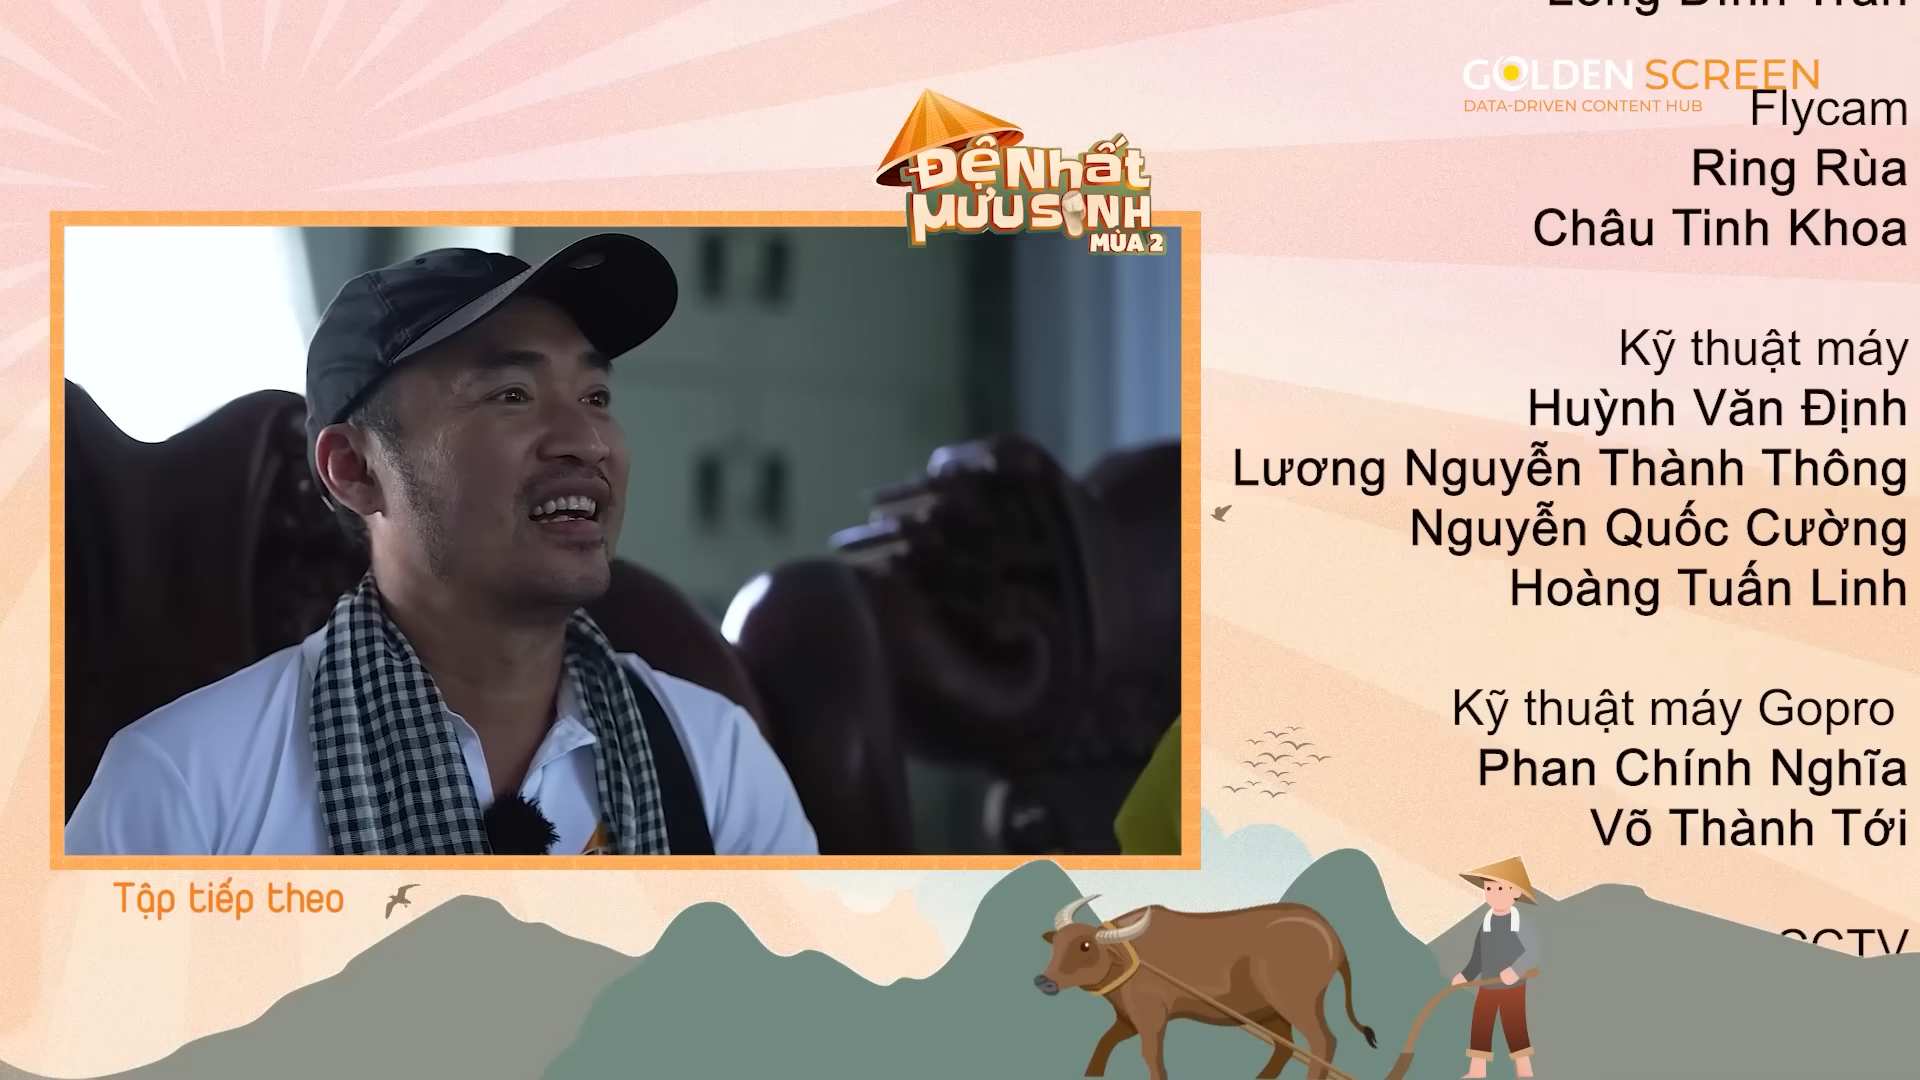 GOLDEN SCREEN
DATA-DRIVEN CONTENT HUB
Đệ Nhất
Mưu Sinh
Mùa 2
Flycam
Ring Rùa
Châu Tinh Khoa
Kỹ thuật máy
Huỳnh Văn Định
Lương Nguyễn Thành Thông
Nguyễn Quốc Cường
Hoàng Tuấn Linh
Kỹ thuật máy Gopro
Phan Chính Nghĩa
Võ Thành Tới
CCTV
Tập tiếp theo